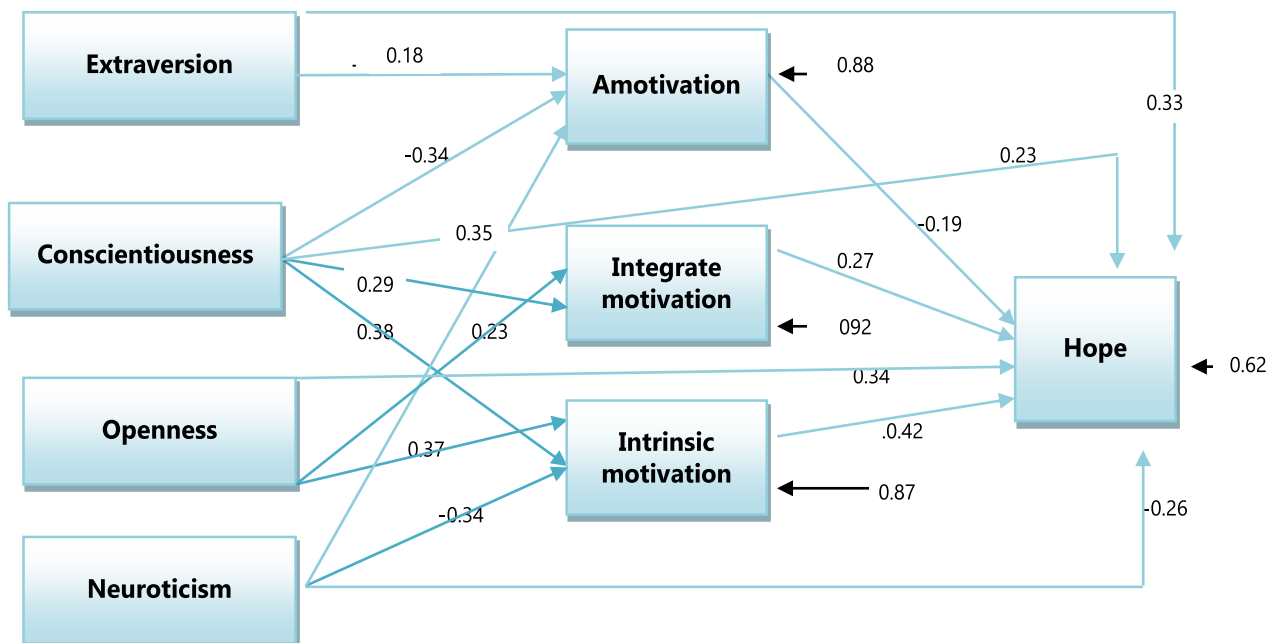 Extraversion
- 0.18
Amotivation
0.88
0.33
-0.34
0.23
Conscientiousness
0.35
-0.19
0.29
Integrate
motivation
0.27
092
0.38
0.23
Hope
0.62
0.34
Openness
0.37
Intrinsic
motivation
.0.42
0.87
-0.34
-0.26
Neuroticism